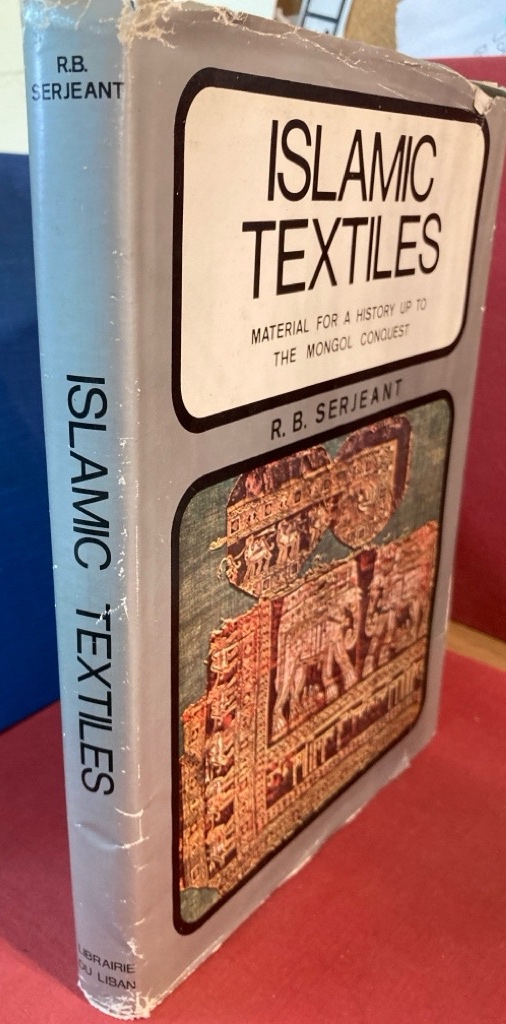 R.B.
SERJEANT
ISLAMIC TEXTILES
LIBRAIRIE
DU LIBAN
ISLAMIC
TEXTILES
MATERIAL FOR A HISTORY UP TO
THE MONGOL CONQUEST
R. B. SERJEANT